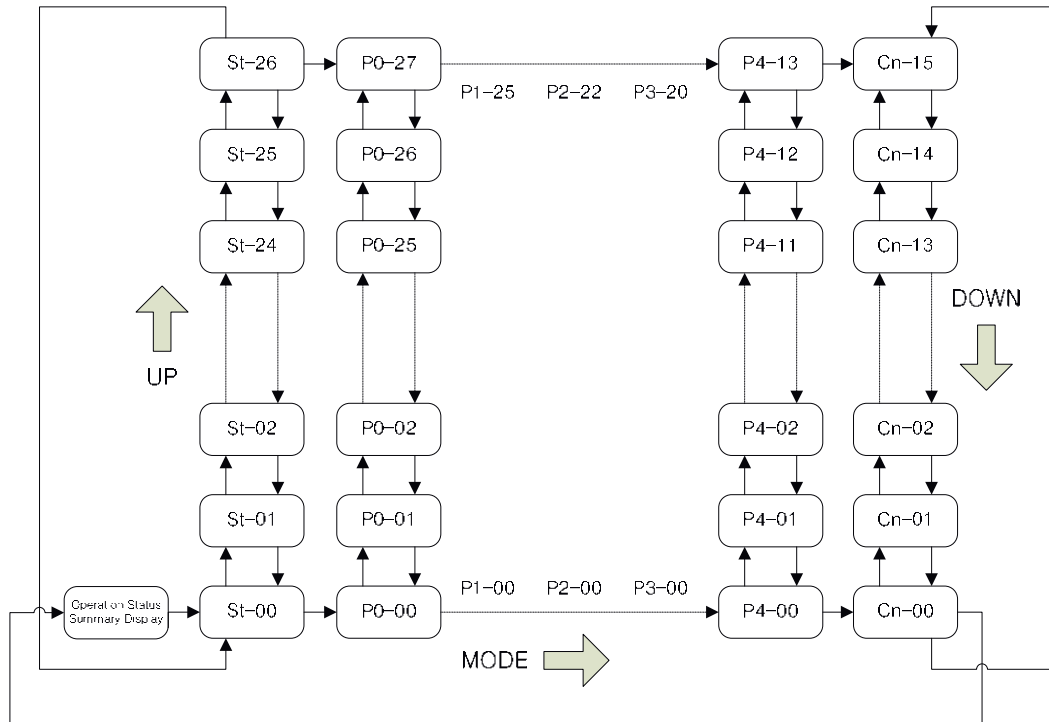 St-26
P0-27
P4-13
Cn-15
P1-25
P2-22
P3-20
St-25
P0-26
P4-12
Cn-14
St-24
P0-25
P4-11
Cn-13
DOWN
UP
St-02
P0-02
P4-02
Cn-02
St-01
P0-01
P4-01
Cn-01
P1-00
P2-00
P3-00
Operation Status
Summary Display
St-00
P0-00
P4-00
Cn-00
MODE